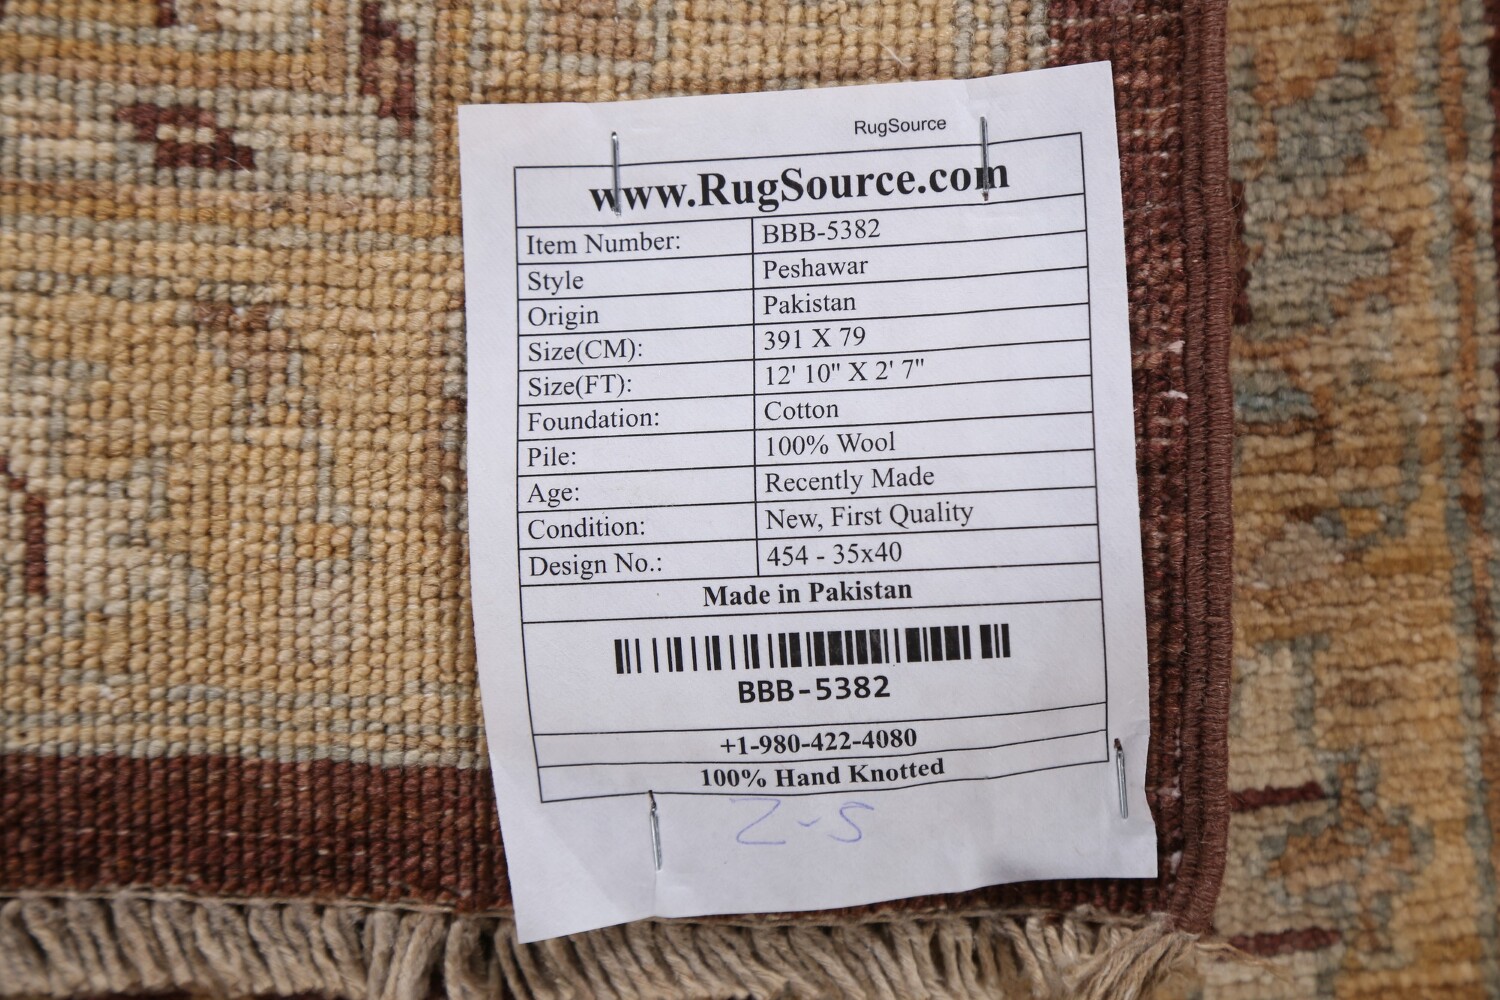 RugSource
www.RugSource.com
Item Number: BBB-5382
Style Peshawar
Origin Pakistan
Size(CM): 391 X 79
Size(FT): 12' 10" X 2' 7"
Foundation: Cotton
Pile: 100% Wool
Age: Recently Made
Condition: New, First Quality
Design No.: 454 - 35x40
Made in Pakistan
BBB-5382
+1-980-422-4080
100% Hand Knotted